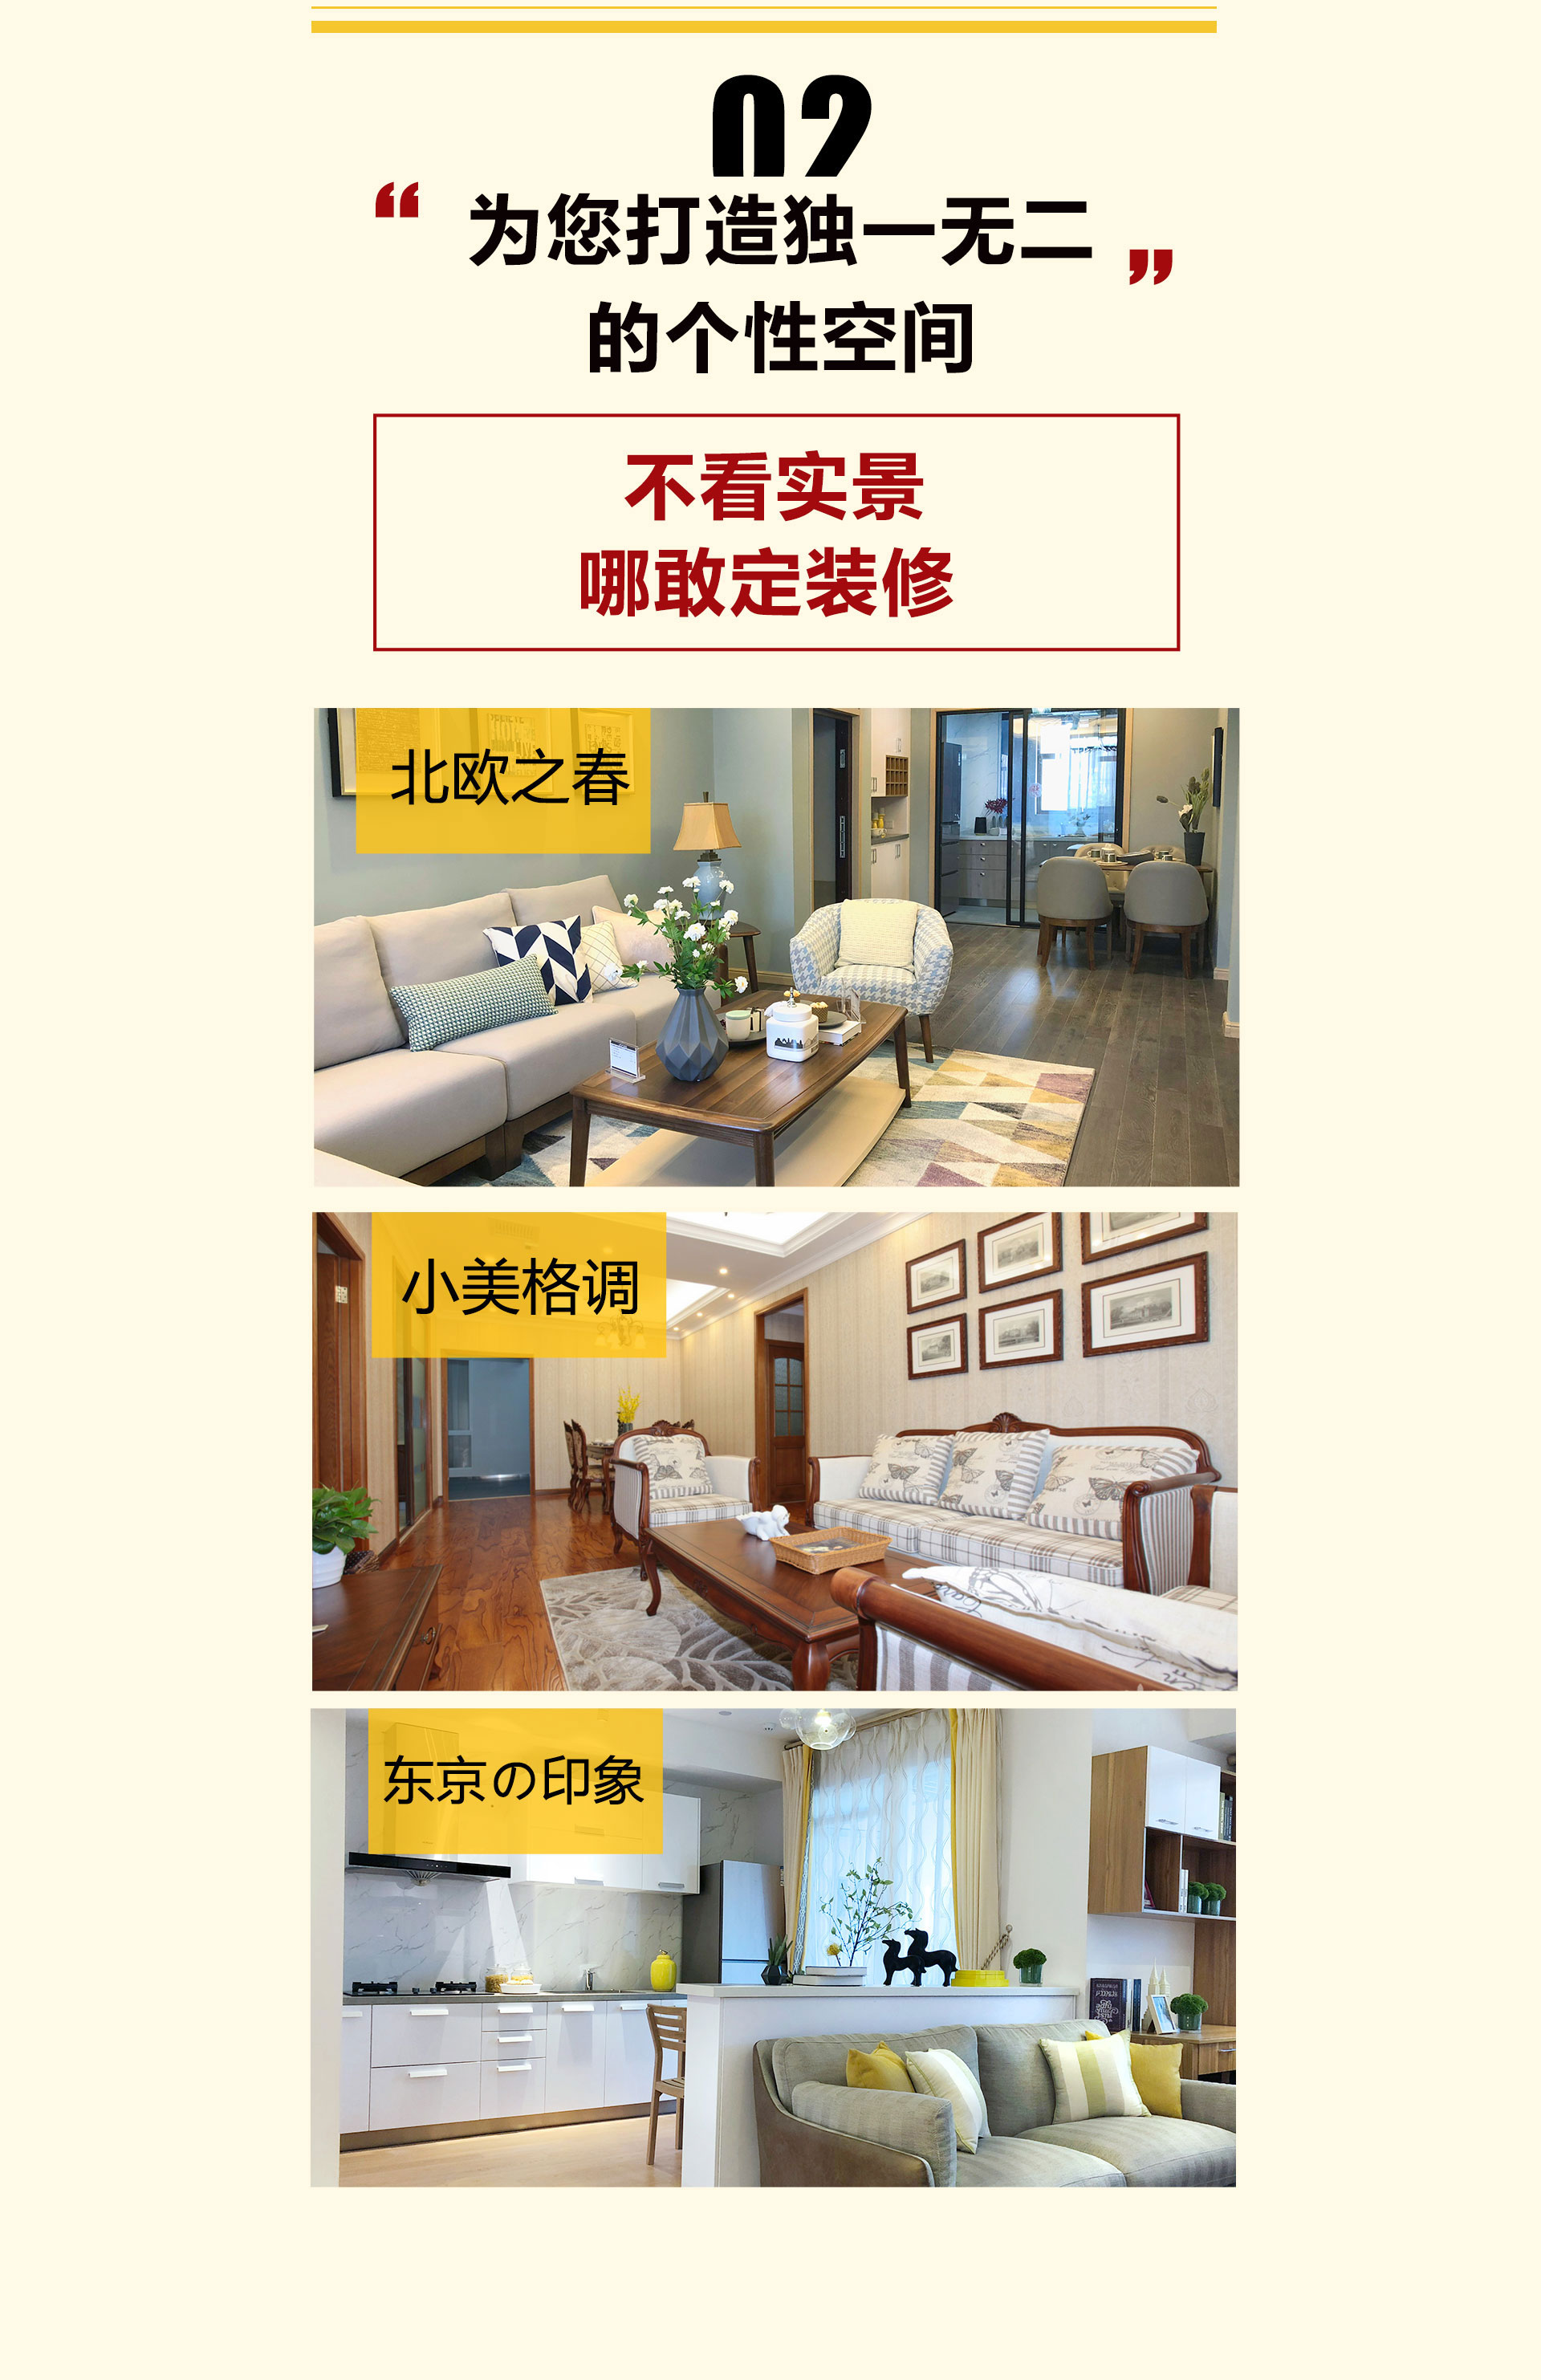 02
“ 为您打造独一无二 ”
的个性空间
不看实景
哪敢定装修
北欧之春
小美格调
东京の印象